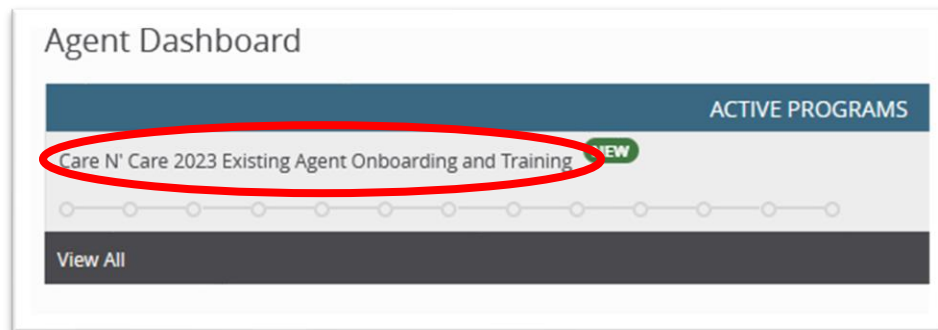 Agent Dashboard
ACTIVE PROGRAMS
Care N' Care 2023 Existing Agent Onboarding and Training NEW
View All